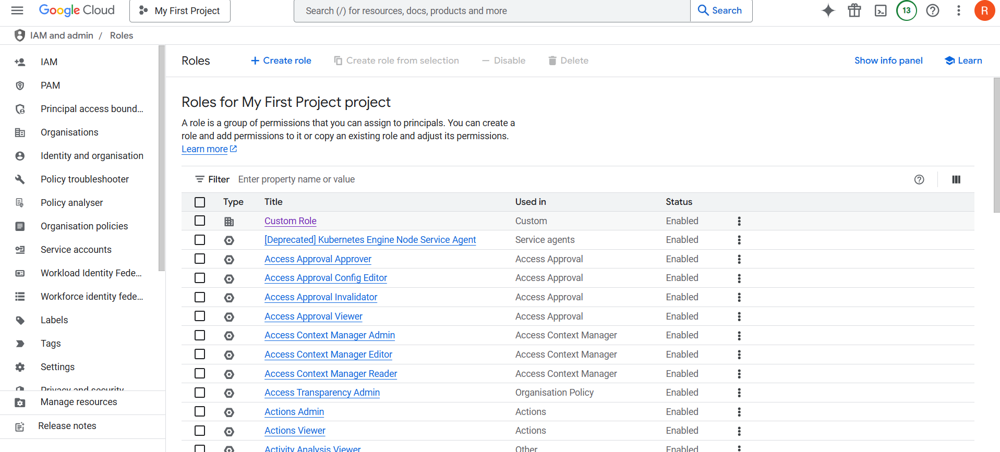 Google Cloud
My First Project
Search (/) for resources, docs, products and more
Search
13
R
IAM and admin / Roles
IAM
PAM
Principal access bound...
Organisations
Identity and organisation
Policy troubleshooter
Policy analyser
Organisation policies
Service accounts
Workload Identity Fede...
Workforce identity fede...
Labels
Tags
Settings
Privacy and security
Manage resources
Release notes
Roles
Create role
Create role from selection
Disable
Delete
Show info panel
Learn
Roles for My First Project project
A role is a group of permissions that you can assign to principals. You can create a
role and add permissions to it or copy an existing role and adjust its permissions.
Learn more
Filter Enter property name or value
Type Title Used in Status
Custom Role Custom Enabled
[Deprecated] Kubernetes Engine Node Service Agent Service agents Enabled
Access Approval Approver Access Approval Enabled
Access Approval Config Editor Access Approval Enabled
Access Approval Invalidator Access Approval Enabled
Access Approval Viewer Access Approval Enabled
Access Context Manager Admin Access Context Manager Enabled
Access Context Manager Editor Access Context Manager Enabled
Access Context Manager Reader Access Context Manager Enabled
Access Transparency Admin Organisation Policy Enabled
Actions Admin Actions Enabled
Actions Viewer Actions Enabled
Activity Analysis Viewer Other Enabled